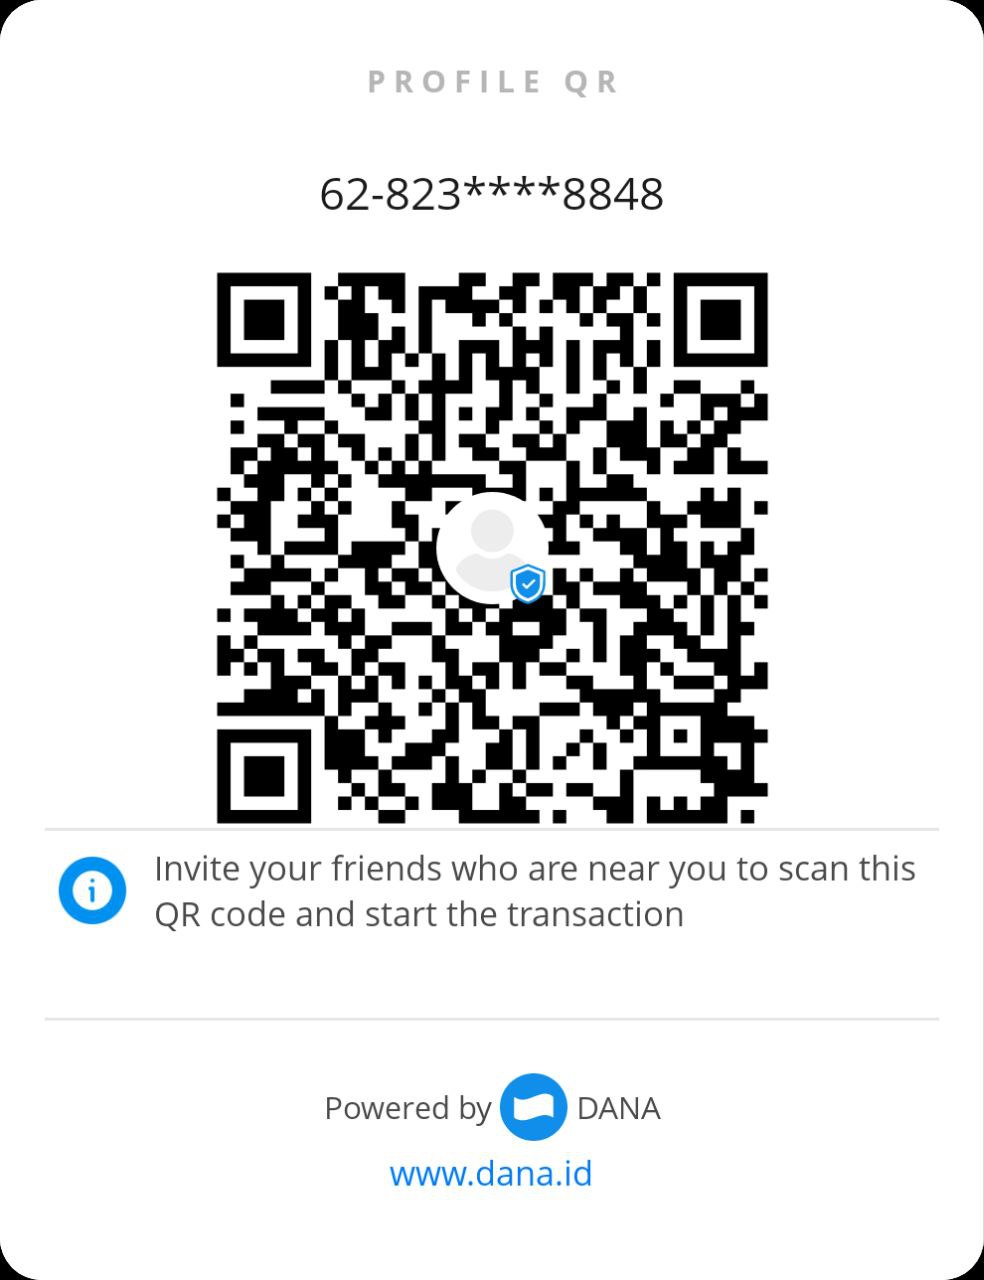 PROFILE QR
62-823****8848
Invite your friends who are near you to scan this
QR code and start the transaction
Powered by DANA
www.dana.id